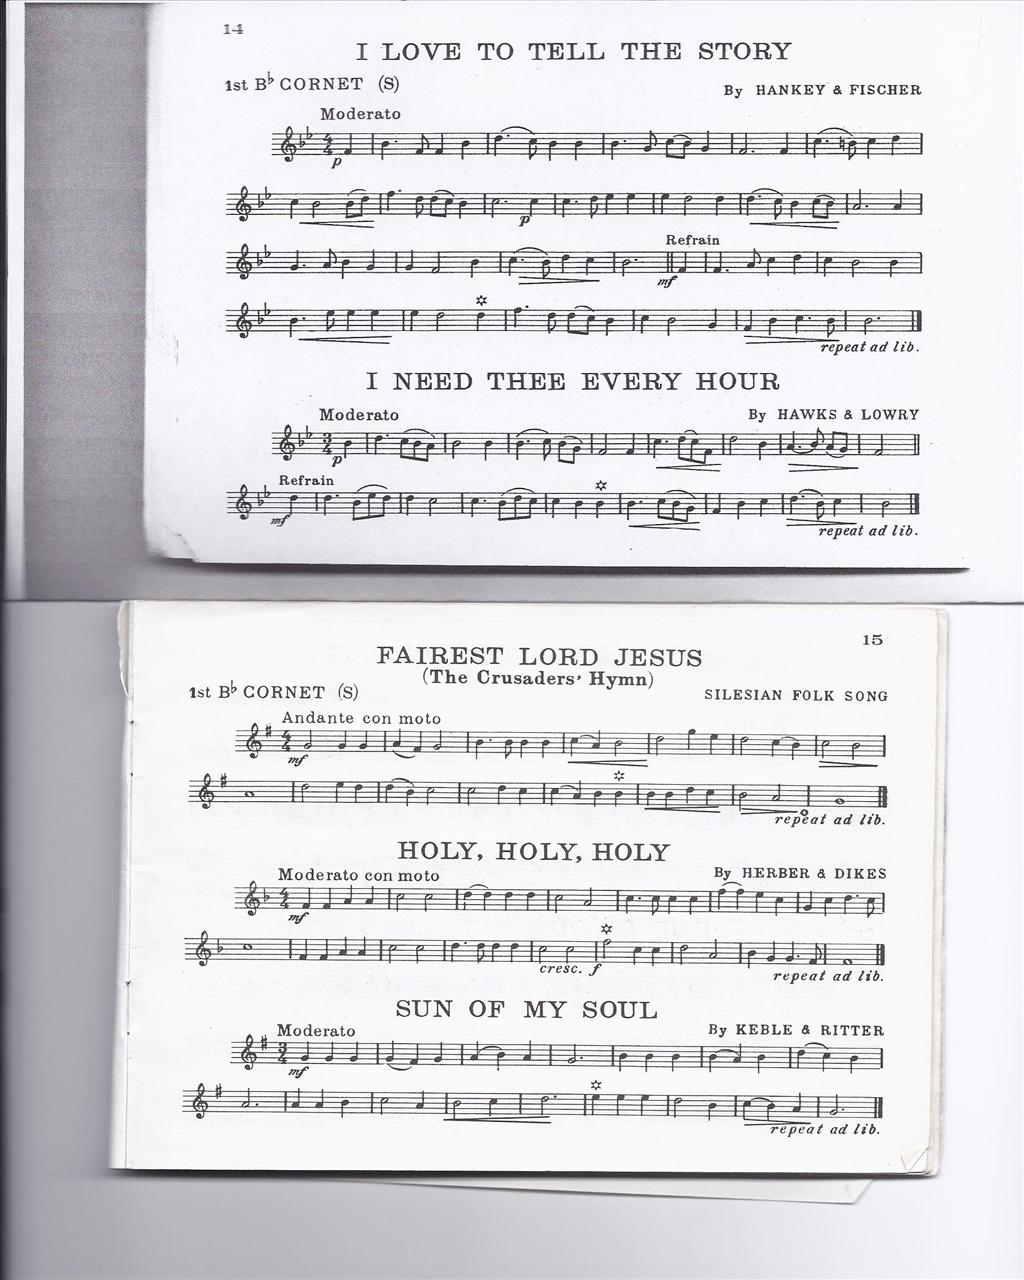 14
I LOVE TO TELL THE STORY
1st B♭ CORNET (S)
By HANKEY & FISCHER
Moderato
p
p
Refrain
mf
repeat ad lib.
I NEED THEE EVERY HOUR
Moderato
By HAWKS & LOWRY
p
Refrain
mf
repeat ad lib.
15
FAIREST LORD JESUS
(The Crusaders' Hymn)
1st B♭ CORNET (S)
SILESIAN FOLK SONG
Andante con moto
mf
repeat ad lib.
HOLY, HOLY, HOLY
Moderato con moto
By HERBER & DIKES
mf
cresc. f
repeat ad lib.
SUN OF MY SOUL
Moderato
By KEBLE & RITTER
mf
repeat ad lib.